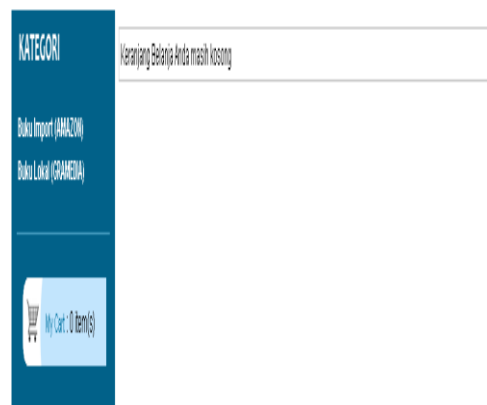 KATEGORI
Keranjang Belanja Anda masih kosong
Buku Import (AMAZON)
Buku Lokal (GRAMEDIA)
My Cart : 0 item(s)